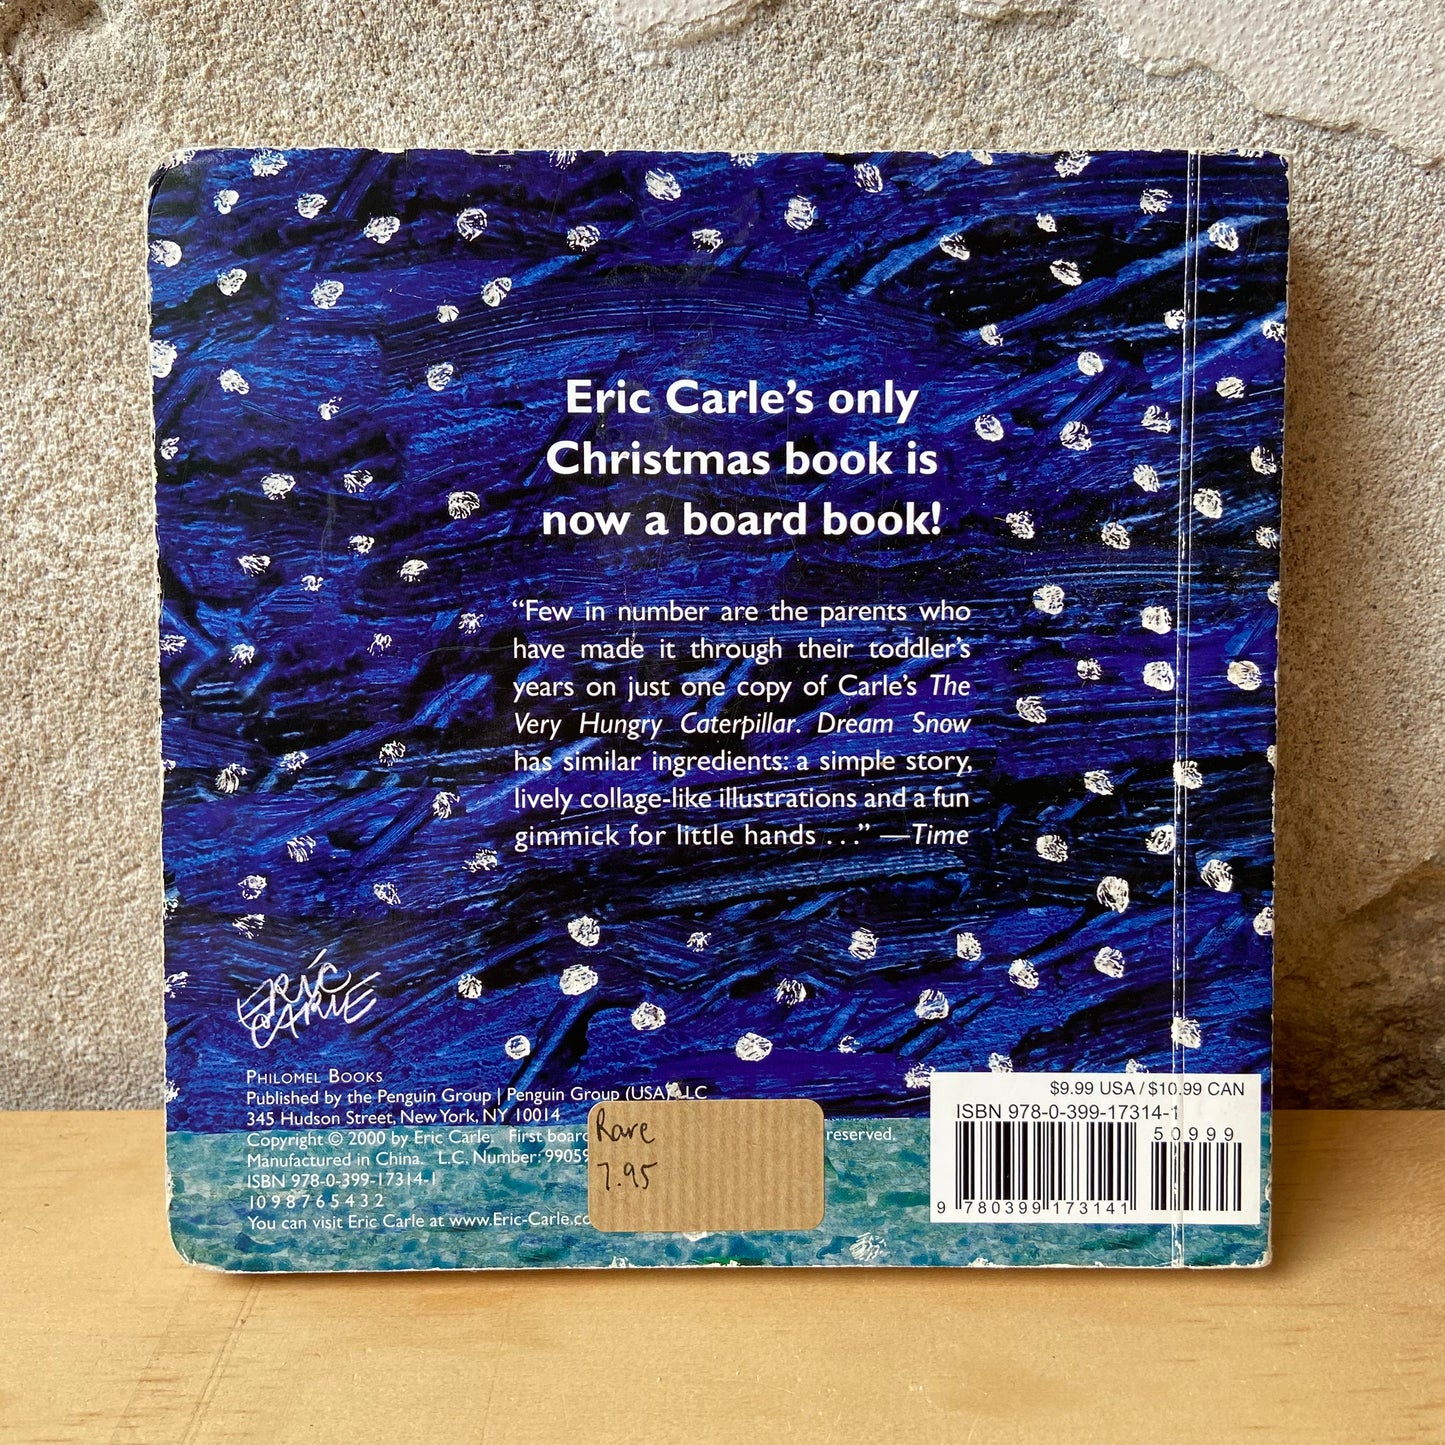 Eric Carle's only
Christmas book is
now a board book!
“Few in number are the parents who
have made it through their toddler's
years on just one copy of Carle's The
Very Hungry Caterpillar. Dream Snow
has similar ingredients: a simple story,
lively collage-like illustrations and a fun
gimmick for little hands . . .” —Time
ERIC
CARLE
PHILOMEL BOOKS
Published by the Penguin Group | Penguin Group (USA) LLC
345 Hudson Street, New York, NY 10014
Copyright © 2000 by Eric Carle. First reserved.
Manufactured in China. L.C. Number: 99059
ISBN 978-0-399-17314-1
10 9 8 7 6 5 4 3 2
You can visit Eric Carle at
Rare
7.95
$9.99 USA / $10.99 CAN
ISBN 978-0-399-17314-1
50999
9 780399 173141